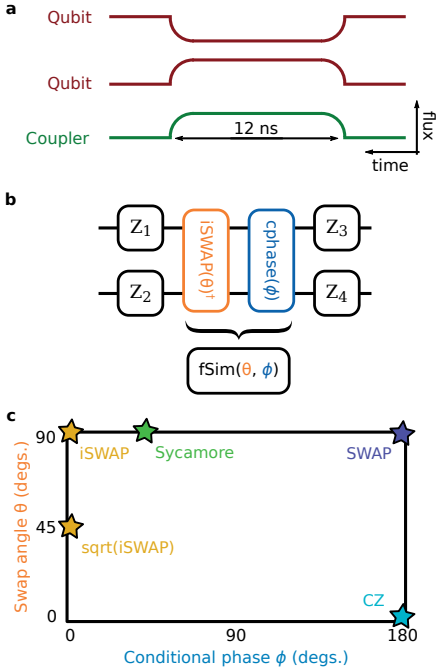 a
Qubit
Qubit
Coupler
12 ns
flux
time
b
Z1
Z2
iSWAP(θ)†
cphase(ϕ)
Z3
Z4
fSim(θ, ϕ)
c
Swap angle θ (degs.)
90
45
0
iSWAP
Sycamore
SWAP
sqrt(iSWAP)
CZ
0
90
180
Conditional phase ϕ (degs.)